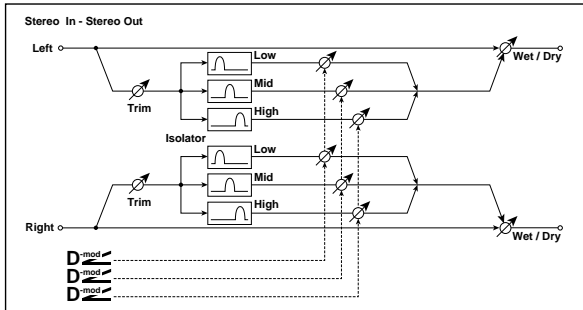 Stereo In - Stereo Out
Left
Low
Wet / Dry
Mid
Trim
High
Isolator
Low
Trim
Mid
High
Right
Wet / Dry
D-mod
D-mod
D-mod